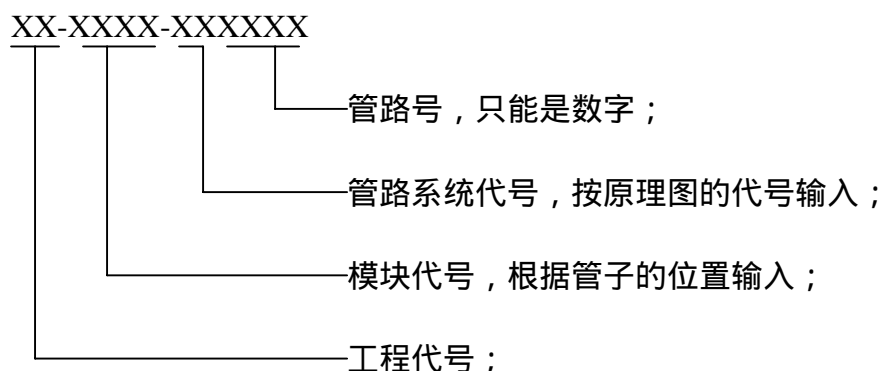 XX-XXXX-XXXXXX
管路号，只能是数字；
管路系统代号，按原理图的代号输入；
模块代号，根据管子的位置输入；
工程代号；